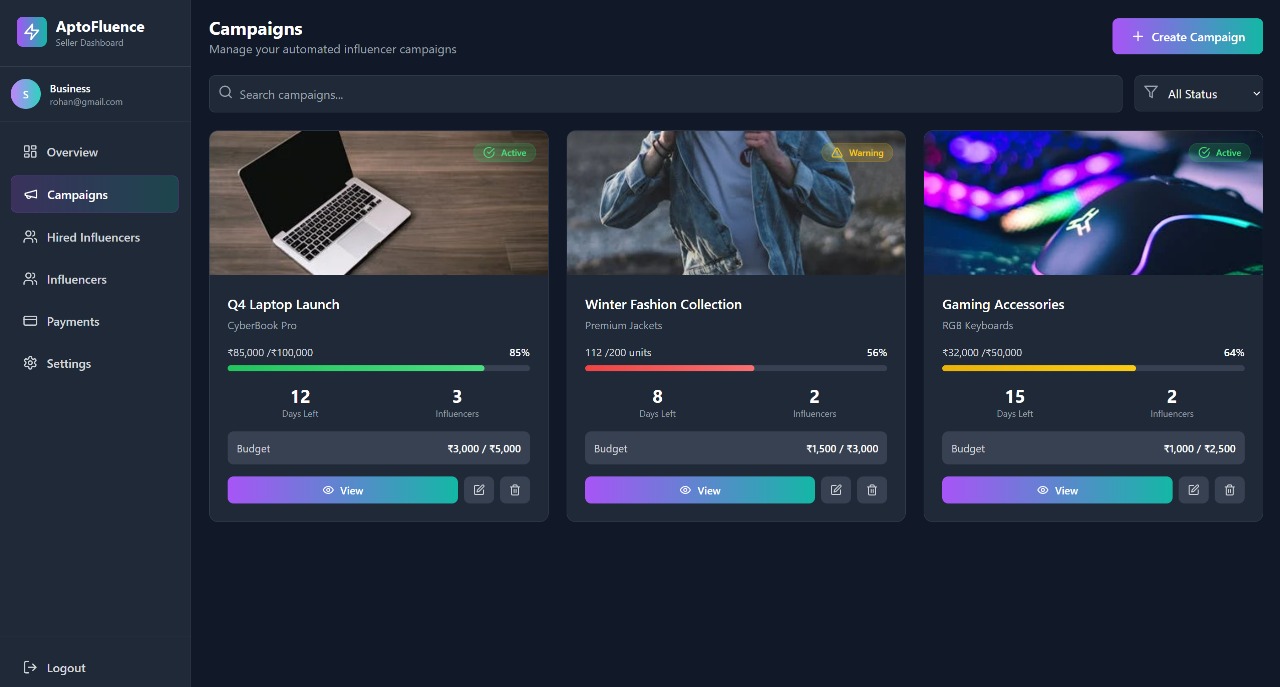 AptoFluence
Seller Dashboard
S
Business
rohan@gmail.com
Overview
Campaigns
Hired Influencers
Influencers
Payments
Settings
Logout
Campaigns
Manage your automated influencer campaigns
+ Create Campaign
Search campaigns...
All Status
Active
Q4 Laptop Launch
CyberBook Pro
₹85,000 /₹100,000 85%
12 3
Days Left Influencers
Budget ₹3,000 / ₹5,000
View
Warning
Winter Fashion Collection
Premium Jackets
112 /200 units 56%
8 2
Days Left Influencers
Budget ₹1,500 / ₹3,000
View
Active
Gaming Accessories
RGB Keyboards
₹32,000 /₹50,000 64%
15 2
Days Left Influencers
Budget ₹1,000 / ₹2,500
View